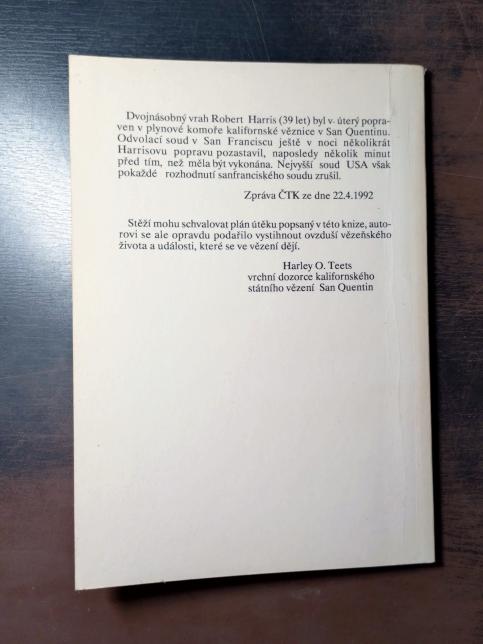 Dvojnásobný vrah Robert Harris (39 let) byl v úterý popra-
ven v plynové komoře kalifornské věznice v San Quentinu.
Odvolací soud v San Franciscu ještě v noci několikrát
Harrisovu popravu pozastavil, naposledy několik minut
před tím, než měla být vykonána. Nejvyšší soud USA však
pokaždé rozhodnutí sanfranciského soudu zrušil.
Zpráva ČTK ze dne 22.4.1992
Stěží mohu schvalovat plán útěku popsaný v této knize, auto-
rovi se ale opravdu podařilo vystihnout ovzduší vězeňského
života a události, které se ve vězení dějí.
Harley O. Teets
vrchní dozorce kalifornského
státního vězení San Quentin